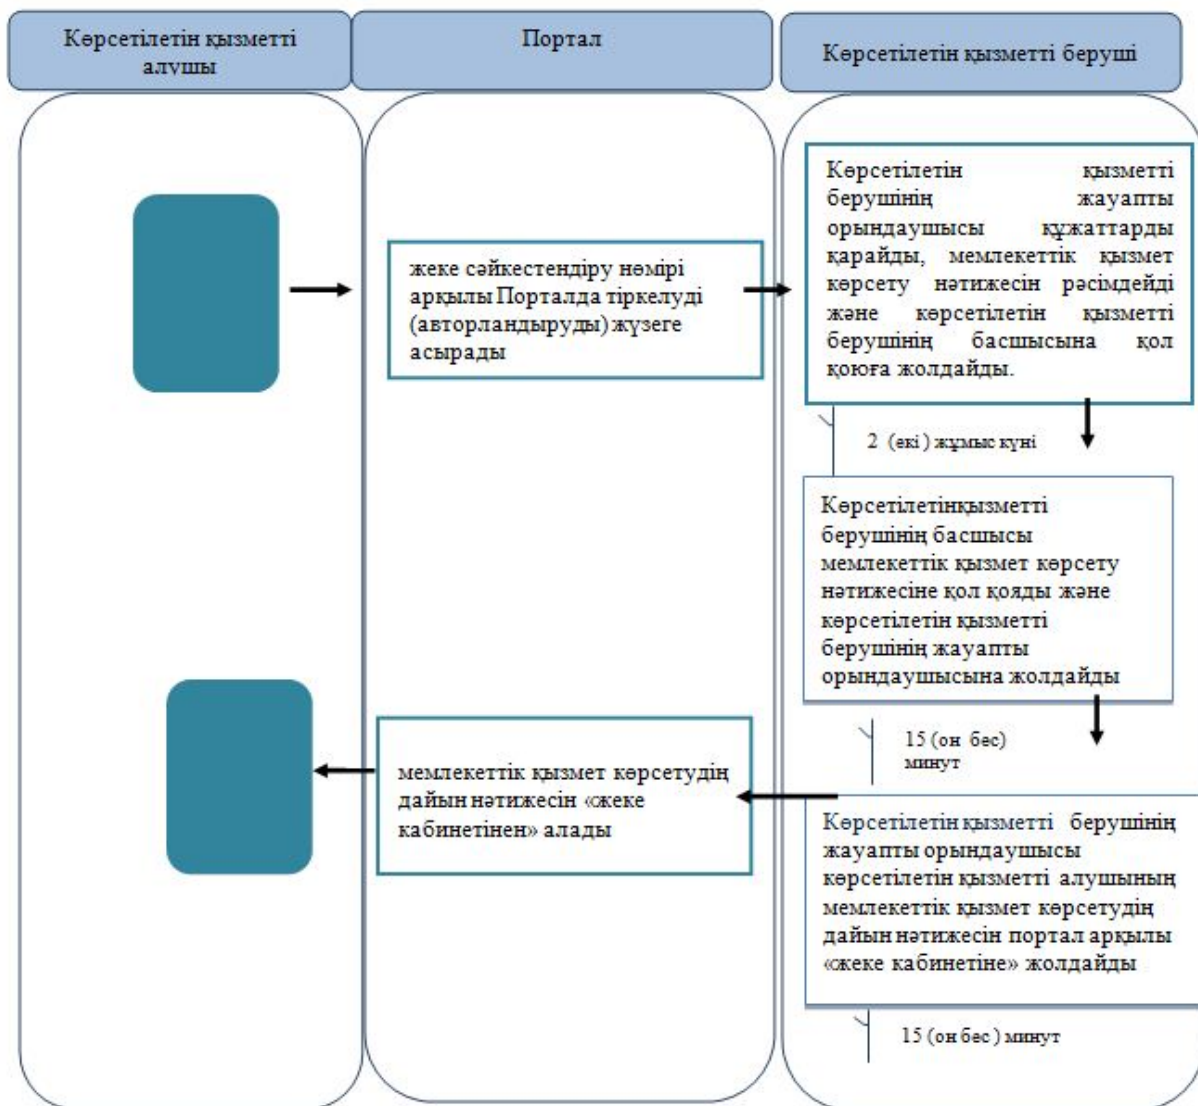 Көрсетілетін қызметті
алушы
Портал
Көрсетілетін қызметті беруші
жеке сәйкестендіру нөмірі
арқылы Порталда тіркелуді
(авторландыруды) жүзеге
асырады
Көрсетілетін қызметті
берушінің жауапты
орындаушысы құжаттарды
қарайды, мемлекеттік қызмет
көрсету нәтижесін рәсімдейді
және көрсетілетін қызметті
берушінің басшысына қол
қоюға жолдайды.
2 (екі) жұмыс күні
Көрсетілетінқызметті
берушінің басшысы
мемлекеттік қызмет көрсету
нәтижесіне қол қояды және
көрсетілетін қызметті
берушінің жауапты
орындаушысына жолдайды
15 (он бес)
минут
Көрсетілетін қызметті берушінің
жауапты орындаушысы
көрсетілетін қызметті алушының
мемлекеттік қызмет көрсетудің
дайын нәтижесін портал арқылы
«жеке кабинетіне» жолдайды
15 (он бес) минут
мемлекеттік қызмет көрсетудің
дайын нәтижесін «жеке
кабинетінен» алады